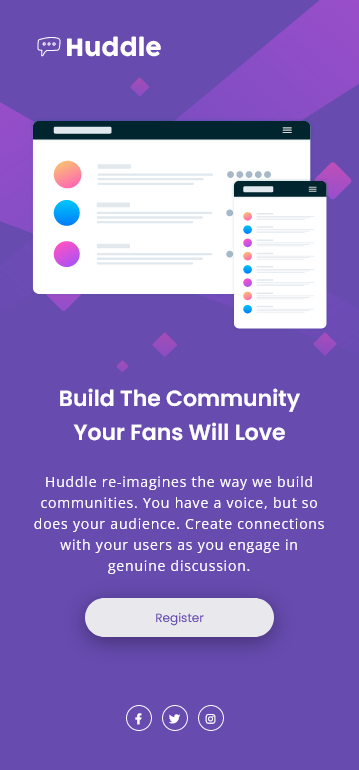 Huddle
Build The Community
Your Fans Will Love
Huddle re-imagines the way we build
communities. You have a voice, but so
does your audience. Create connections
with your users as you engage in
genuine discussion.
Register